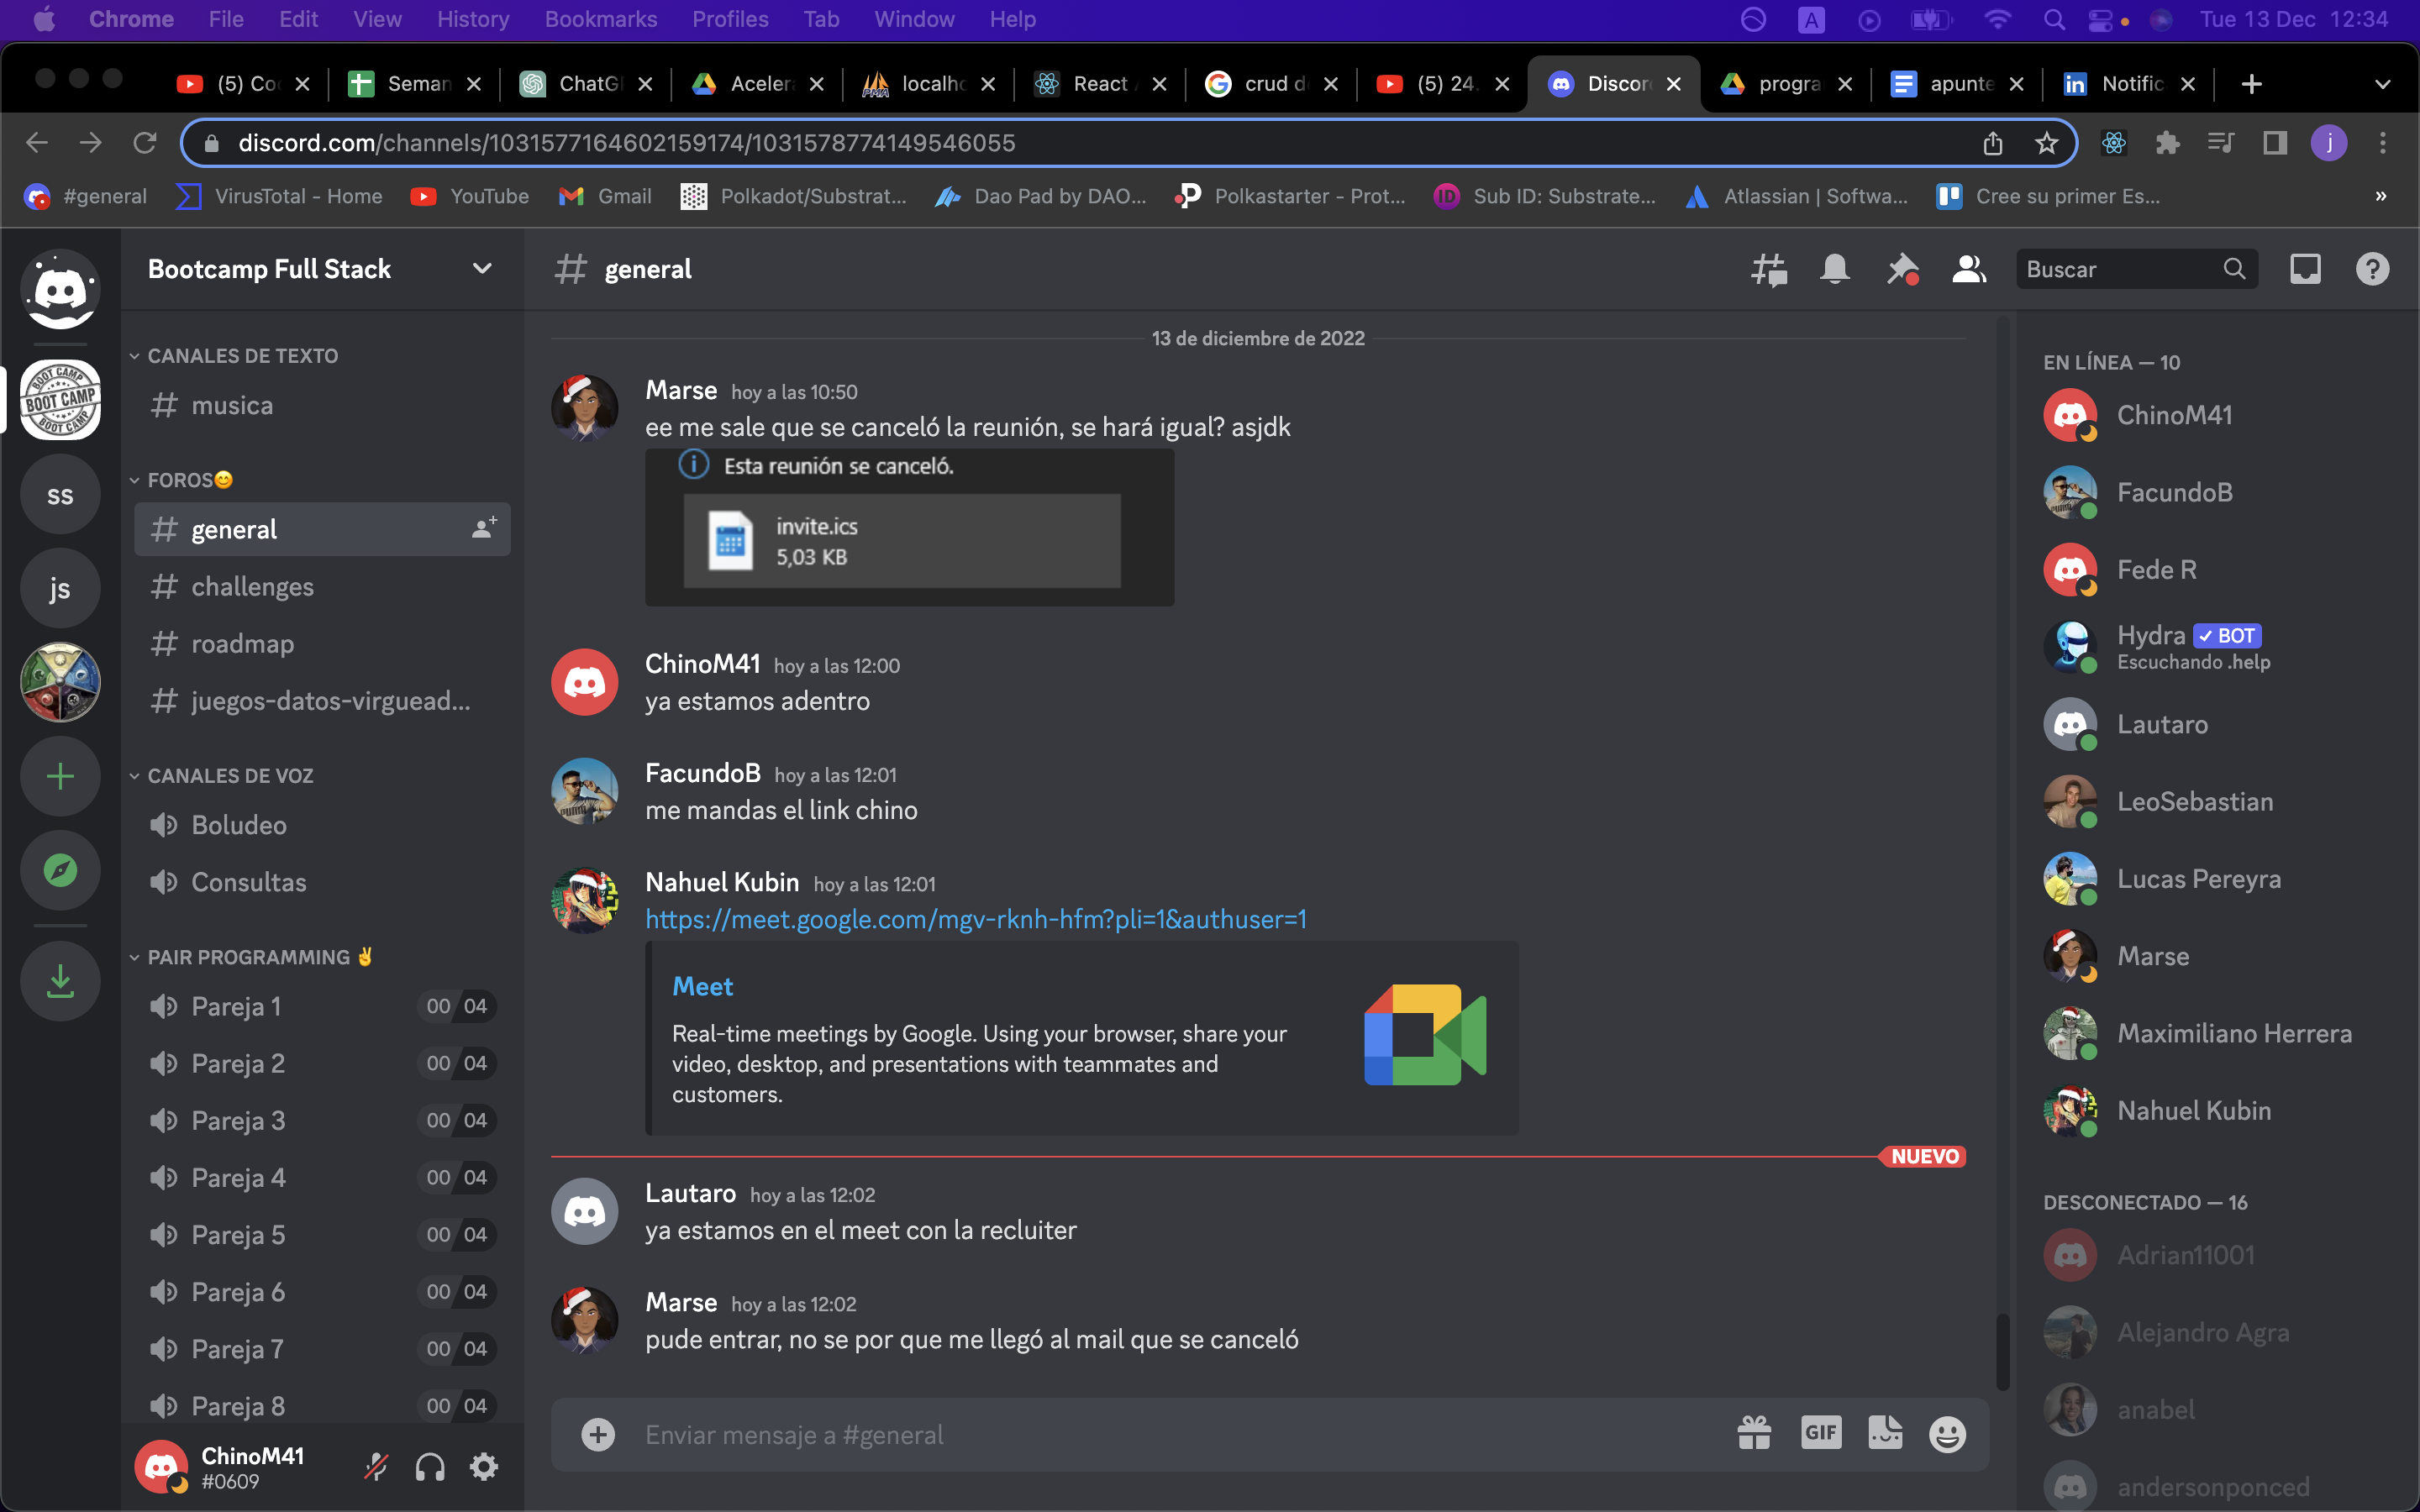 Chrome File Edit View History Bookmarks Profiles Tab Window Help A Tue 13 Dec 12:34
(5) Co Seman ChatG Aceler localho React crud d (5) 24. Discor progra apunte Notific
discord.com/channels/1031577164602159174/1031578774149546055
j
#general VirusTotal - Home YouTube Gmail Polkadot/Substrat... Dao Pad by DAO... Polkastarter - Prot... Sub ID: Substrate... Atlassian | Softwa... Cree su primer Es... »
Bootcamp Full Stack
general
Buscar
BOOT CAMP
BOOT CAMP
BOOT CAMP
ss
js
CANALES DE TEXTO
musica
FOROS😊
general
challenges
roadmap
juegos-datos-virguead...
CANALES DE VOZ
Boludeo
Consultas
PAIR PROGRAMMING ✌
Pareja 1 00 04
Pareja 2 00 04
Pareja 3 00 04
Pareja 4 00 04
Pareja 5 00 04
Pareja 6 00 04
Pareja 7 00 04
Pareja 8 00 04
ChinoM41
#0609
13 de diciembre de 2022
Marse hoy a las 10:50
ee me sale que se canceló la reunión, se hará igual? asjdk
Esta reunión se canceló.
invite.ics
5,03 KB
ChinoM41 hoy a las 12:00
ya estamos adentro
FacundoB hoy a las 12:01
me mandas el link chino
Nahuel Kubin hoy a las 12:01
https://meet.google.com/mgv-rknh-hfm?pli=1&authuser=1
Meet
Real-time meetings by Google. Using your browser, share your
video, desktop, and presentations with teammates and
customers.
NUEVO
Lautaro hoy a las 12:02
ya estamos en el meet con la recluiter
Marse hoy a las 12:02
pude entrar, no se por que me llegó al mail que se canceló
Enviar mensaje a #general
GIF
EN LÍNEA — 10
ChinoM41
FacundoB
Fede R
Hydra ✓ BOT
Escuchando .help
Lautaro
LeoSebastian
Lucas Pereyra
Marse
Maximiliano Herrera
Nahuel Kubin
DESCONECTADO — 16
Adrian11001
Alejandro Agra
anabel
andersonponced